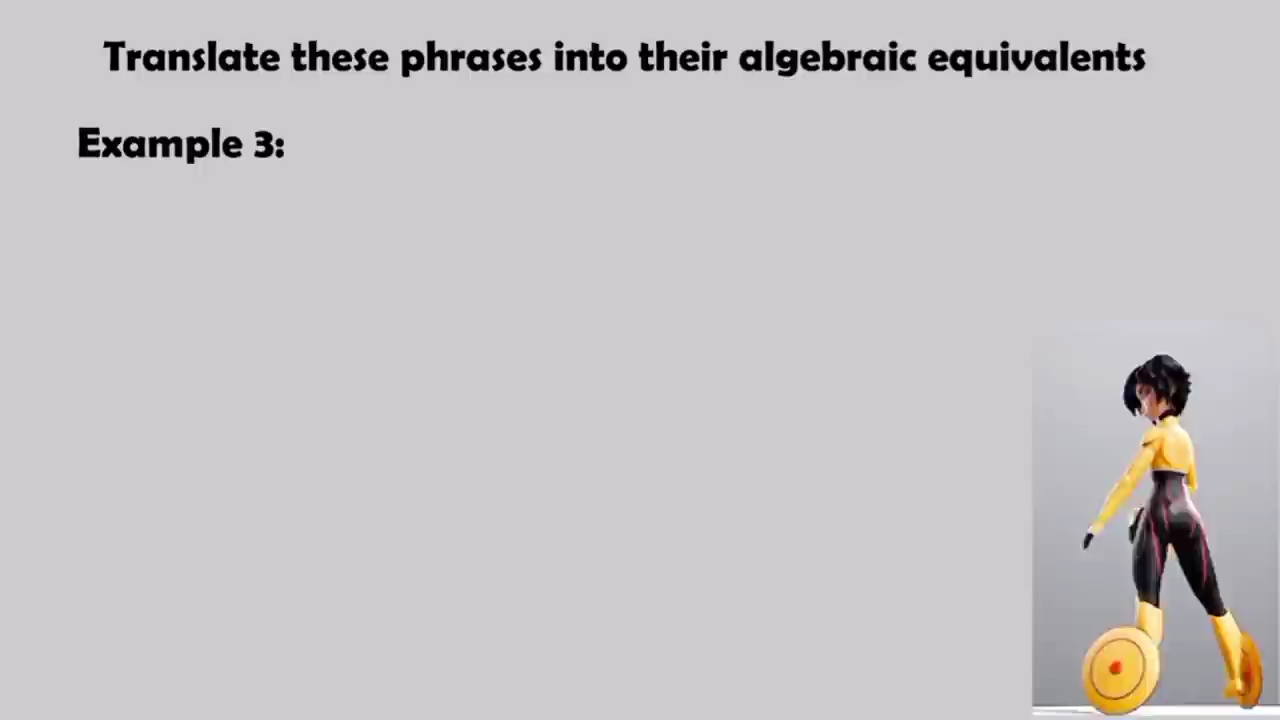 Translate these phrases into their algebraic equivalents
Example 3: